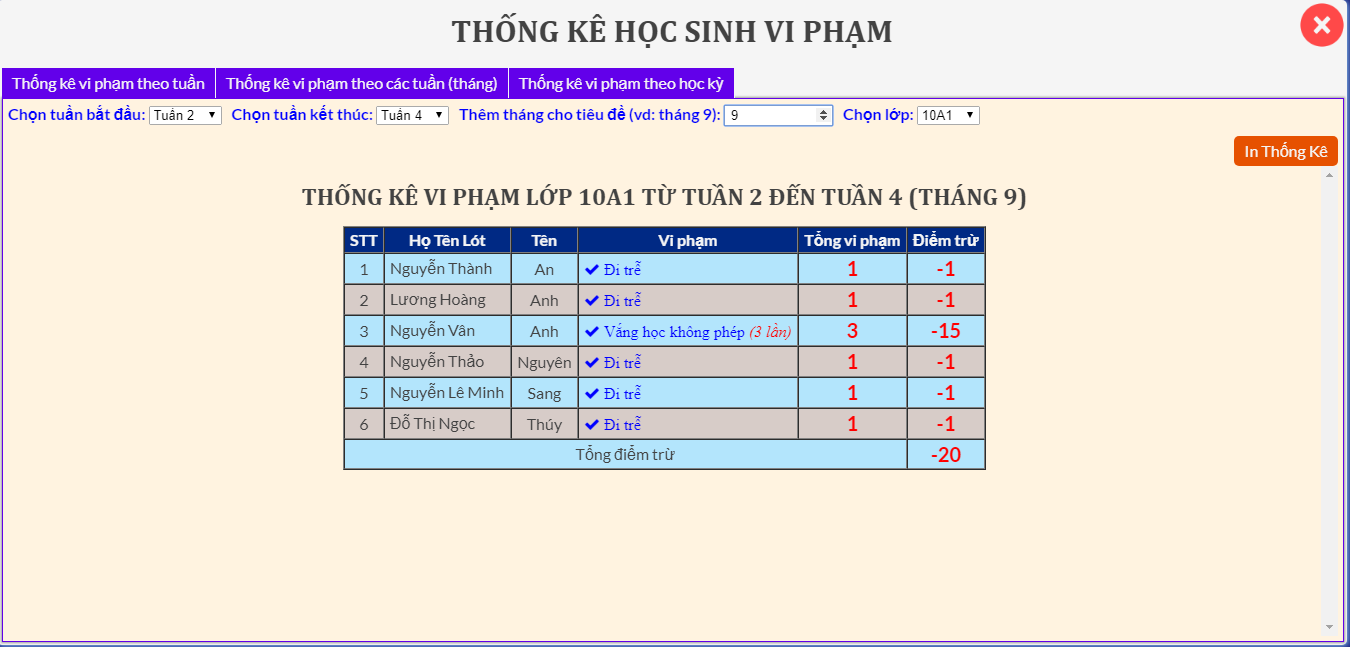 THỐNG KÊ HỌC SINH VI PHẠM
Thống kê vi phạm theo tuần Thống kê vi phạm theo các tuần (tháng) Thống kê vi phạm theo học kỳ
Chọn tuần bắt đầu: Tuần 2 Chọn tuần kết thúc: Tuần 4 Thêm tháng cho tiêu đề (vd: tháng 9): 9 Chọn lớp: 10A1
In Thống Kê
THỐNG KÊ VI PHẠM LỚP 10A1 TỪ TUẦN 2 ĐẾN TUẦN 4 (THÁNG 9)
STT Họ Tên Lót Tên Vi phạm Tổng vi phạm Điểm trừ
1 Nguyễn Thành An Đi trễ 1 -1
2 Lương Hoàng Anh Đi trễ 1 -1
3 Nguyễn Vân Anh Vắng học không phép (3 lần) 3 -15
4 Nguyễn Thảo Nguyên Đi trễ 1 -1
5 Nguyễn Lê Minh Sang Đi trễ 1 -1
6 Đỗ Thị Ngọc Thúy Đi trễ 1 -1
Tổng điểm trừ -20